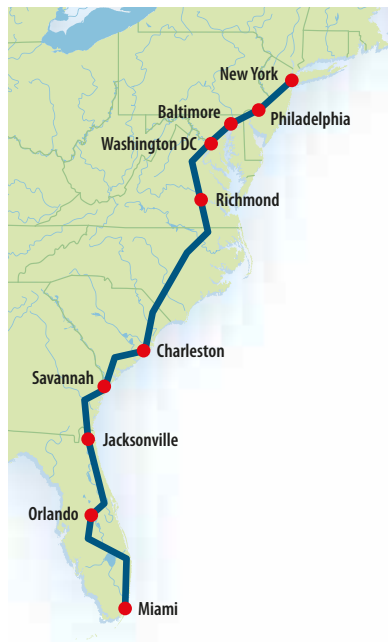 New York
Baltimore
Philadelphia
Washington DC
Richmond
Charleston
Savannah
Jacksonville
Orlando
Miami